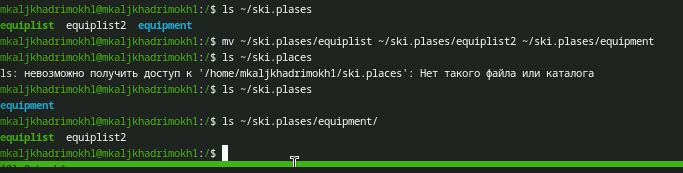 mkaljkhadrimokh1@mkaljkhadrimokh1:/$ ls ~/ski.plases
equiplist  equiplist2  equipment
mkaljkhadrimokh1@mkaljkhadrimokh1:/$ mv ~/ski.plases/equiplist ~/ski.plases/equiplist2 ~/ski.plases/equipment
mkaljkhadrimokh1@mkaljkhadrimokh1:/$ ls ~/ski.places
ls: невозможно получить доступ к '/home/mkaljkhadrimokh1/ski.places': Нет такого файла или каталога
mkaljkhadrimokh1@mkaljkhadrimokh1:/$ ls ~/ski.plases
equipment
mkaljkhadrimokh1@mkaljkhadrimokh1:/$ ls ~/ski.plases/equipment/
equiplist  equiplist2
mkaljkhadrimokh1@mkaljkhadrimokh1:/$